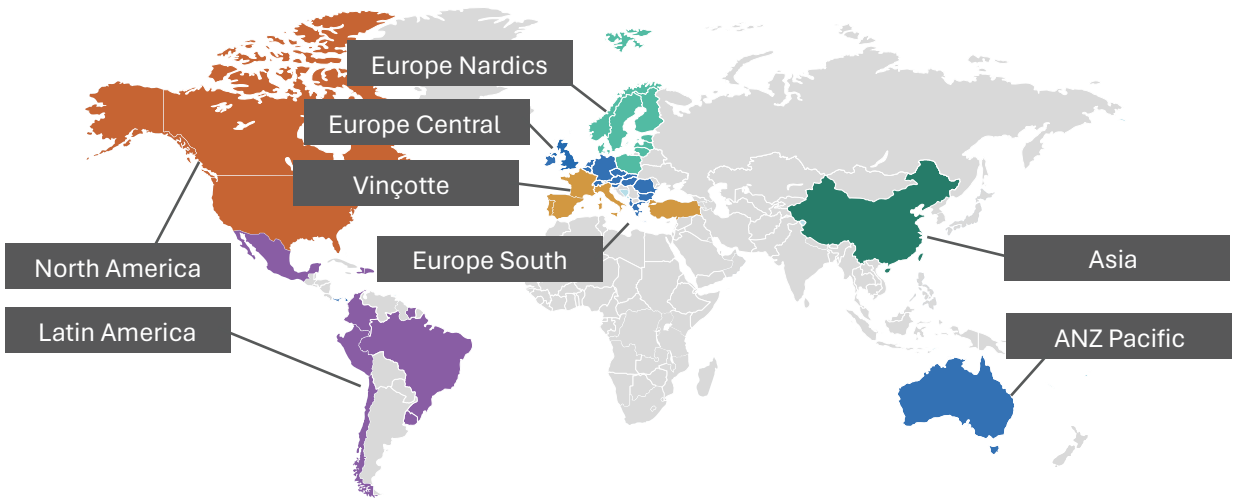 Europe Nardics
Europe Central
Vinçotte
Europe South
North America
Asia
Latin America
ANZ Pacific